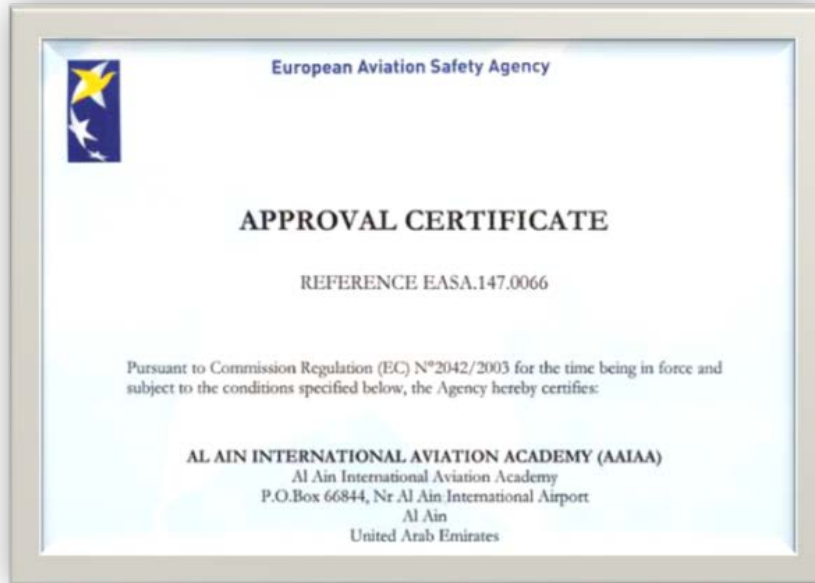 European Aviation Safety Agency
APPROVAL CERTIFICATE
REFERENCE EASA.147.0066
Pursuant to Commission Regulation (EC) N°2042/2003 for the time being in force and
subject to the conditions specified below, the Agency hereby certifies:
AL AIN INTERNATIONAL AVIATION ACADEMY (AAIAA)
Al Ain International Aviation Academy
P.O.Box 66844, Nr Al Ain International Airport
Al Ain
United Arab Emirates